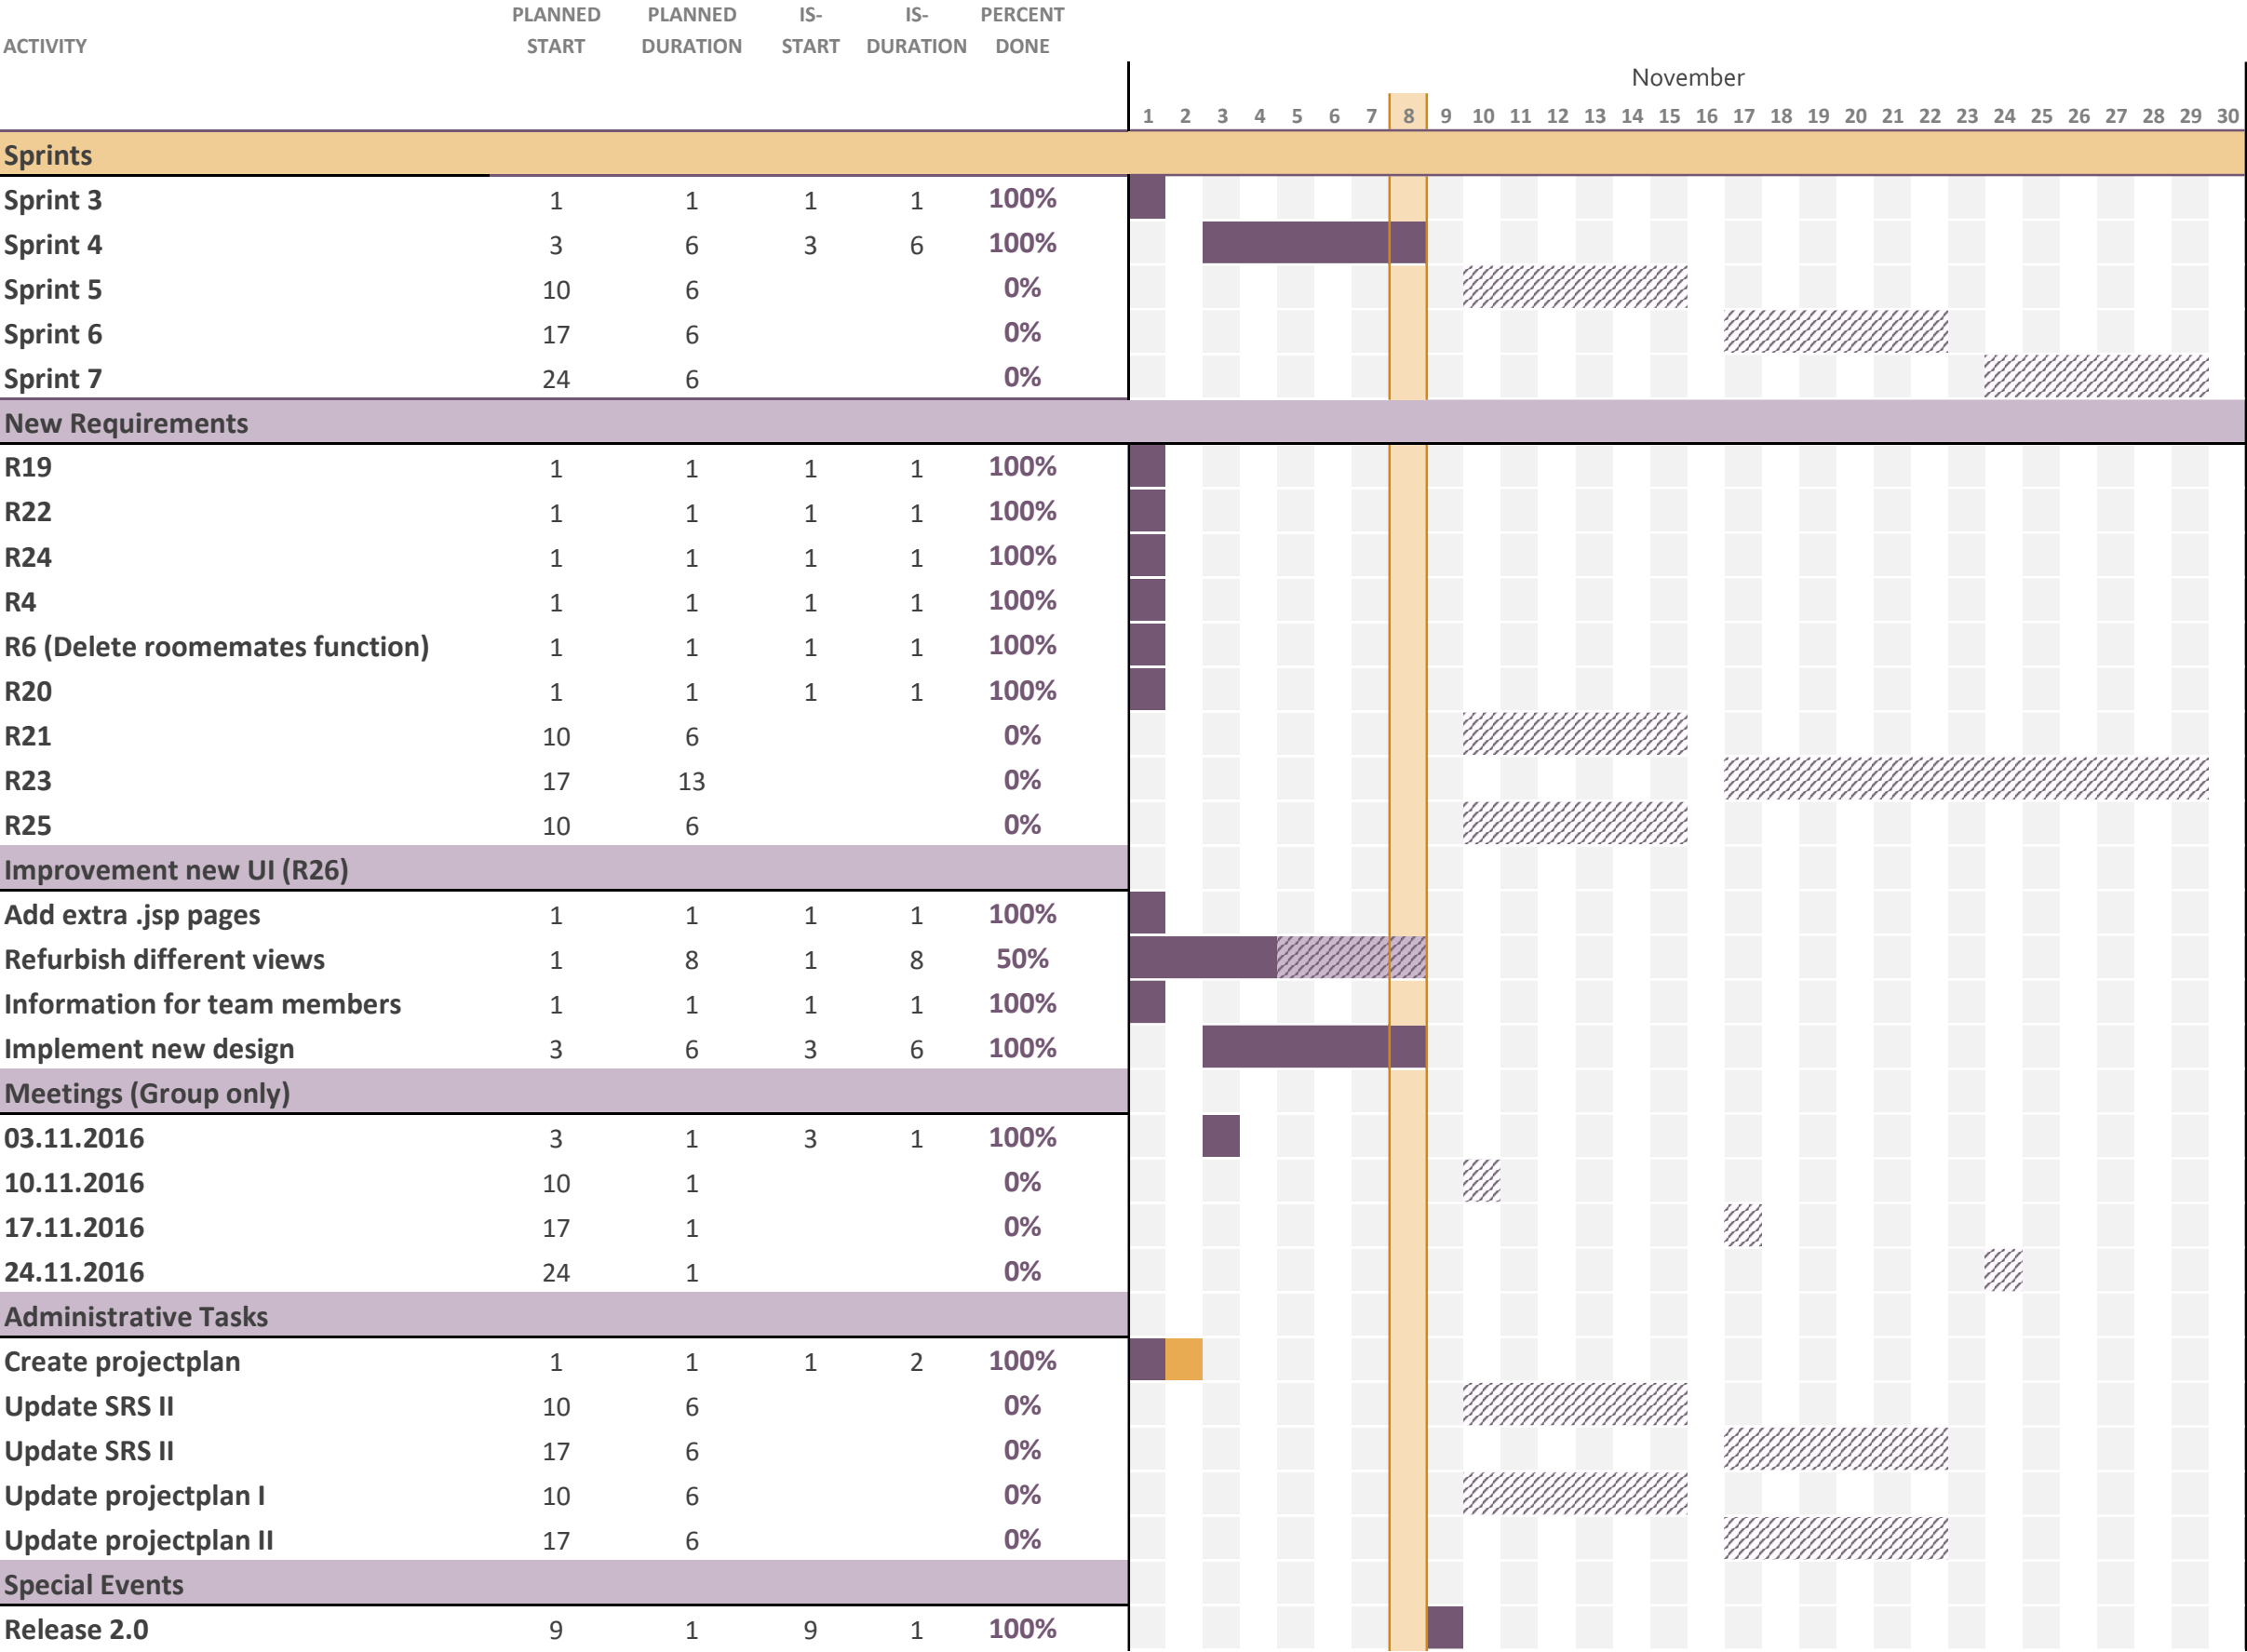 PLANNED PLANNED IS- IS- PERCENT
ACTIVITY START DURATION START DURATION DONE
November
1 2 3 4 5 6 7 8 9 10 11 12 13 14 15 16 17 18 19 20 21 22 23 24 25 26 27 28 29 30
Sprints
Sprint 3 1 1 1 1 100%
Sprint 4 3 6 3 6 100%
Sprint 5 10 6 0%
Sprint 6 17 6 0%
Sprint 7 24 6 0%
New Requirements
R19 1 1 1 1 100%
R22 1 1 1 1 100%
R24 1 1 1 1 100%
R4 1 1 1 1 100%
R6 (Delete roomemates function) 1 1 1 1 100%
R20 1 1 1 1 100%
R21 10 6 0%
R23 17 13 0%
R25 10 6 0%
Improvement new UI (R26)
Add extra .jsp pages 1 1 1 1 100%
Refurbish different views 1 8 1 8 50%
Information for team members 1 1 1 1 100%
Implement new design 3 6 3 6 100%
Meetings (Group only)
03.11.2016 3 1 3 1 100%
10.11.2016 10 1 0%
17.11.2016 17 1 0%
24.11.2016 24 1 0%
Administrative Tasks
Create projectplan 1 1 1 2 100%
Update SRS II 10 6 0%
Update SRS II 17 6 0%
Update projectplan I 10 6 0%
Update projectplan II 17 6 0%
Special Events
Release 2.0 9 1 9 1 100%